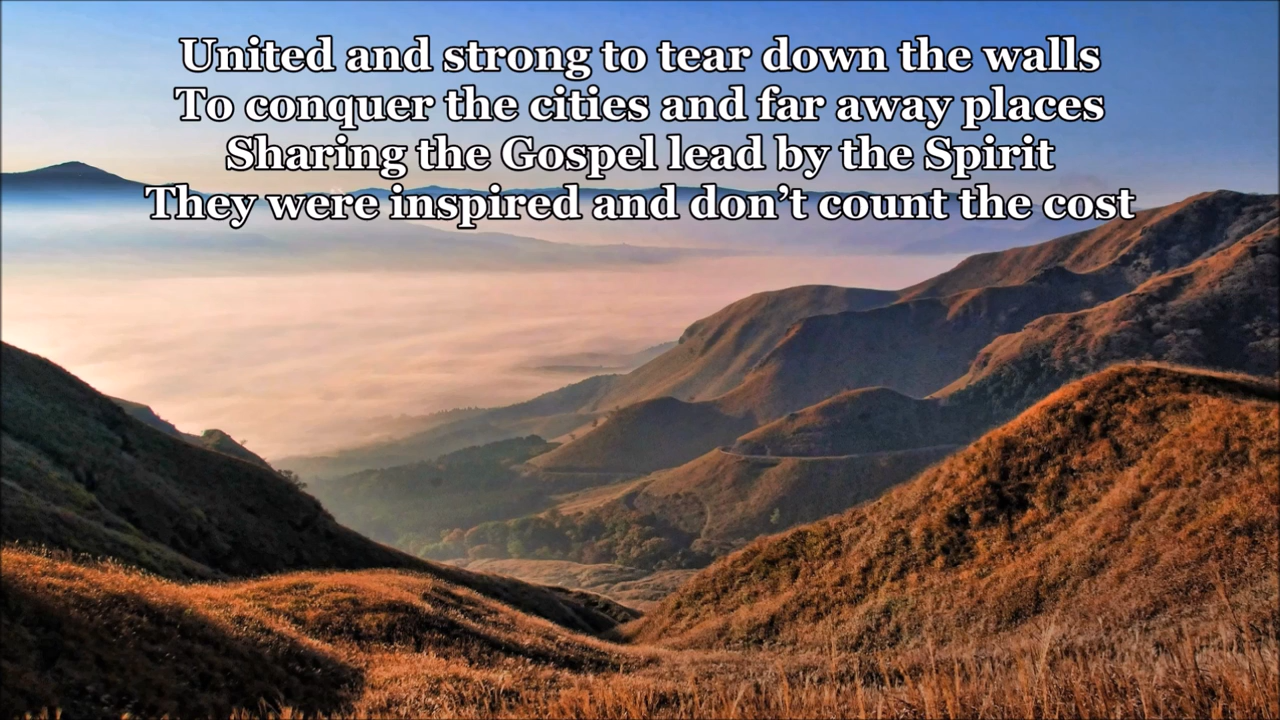 United and strong to tear down the walls
To conquer the cities and far away places
Sharing the Gospel lead by the Spirit
They were inspired and don’t count the cost